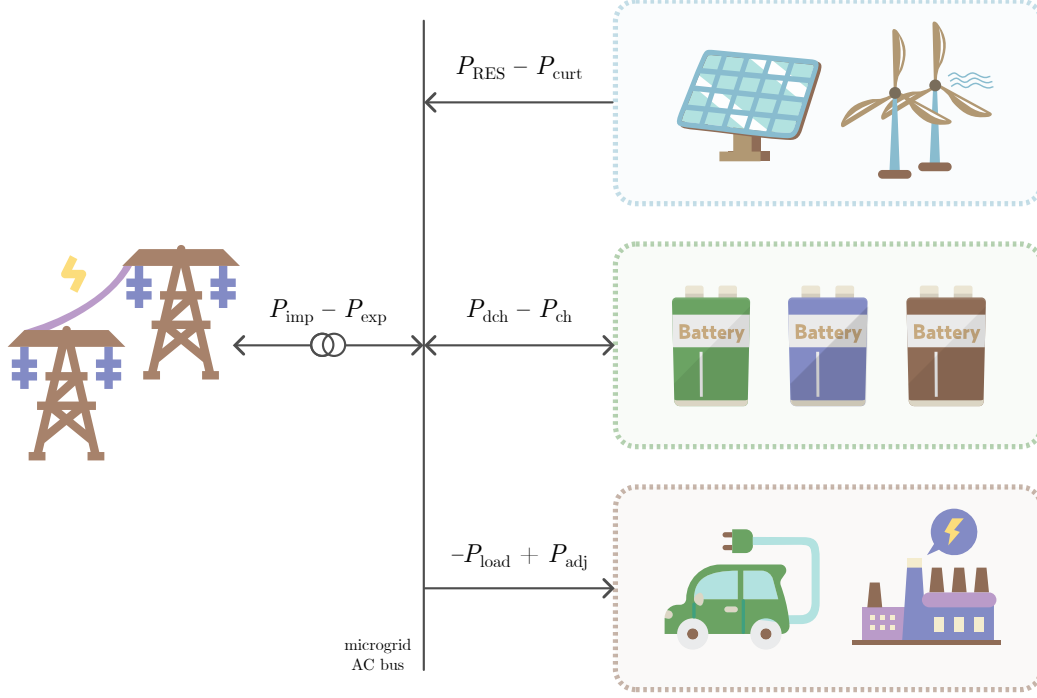 P_RES − P_curt
P_imp − P_exp
P_dch − P_ch
Battery
Battery
Battery
−P_load + P_adj
microgrid
AC bus